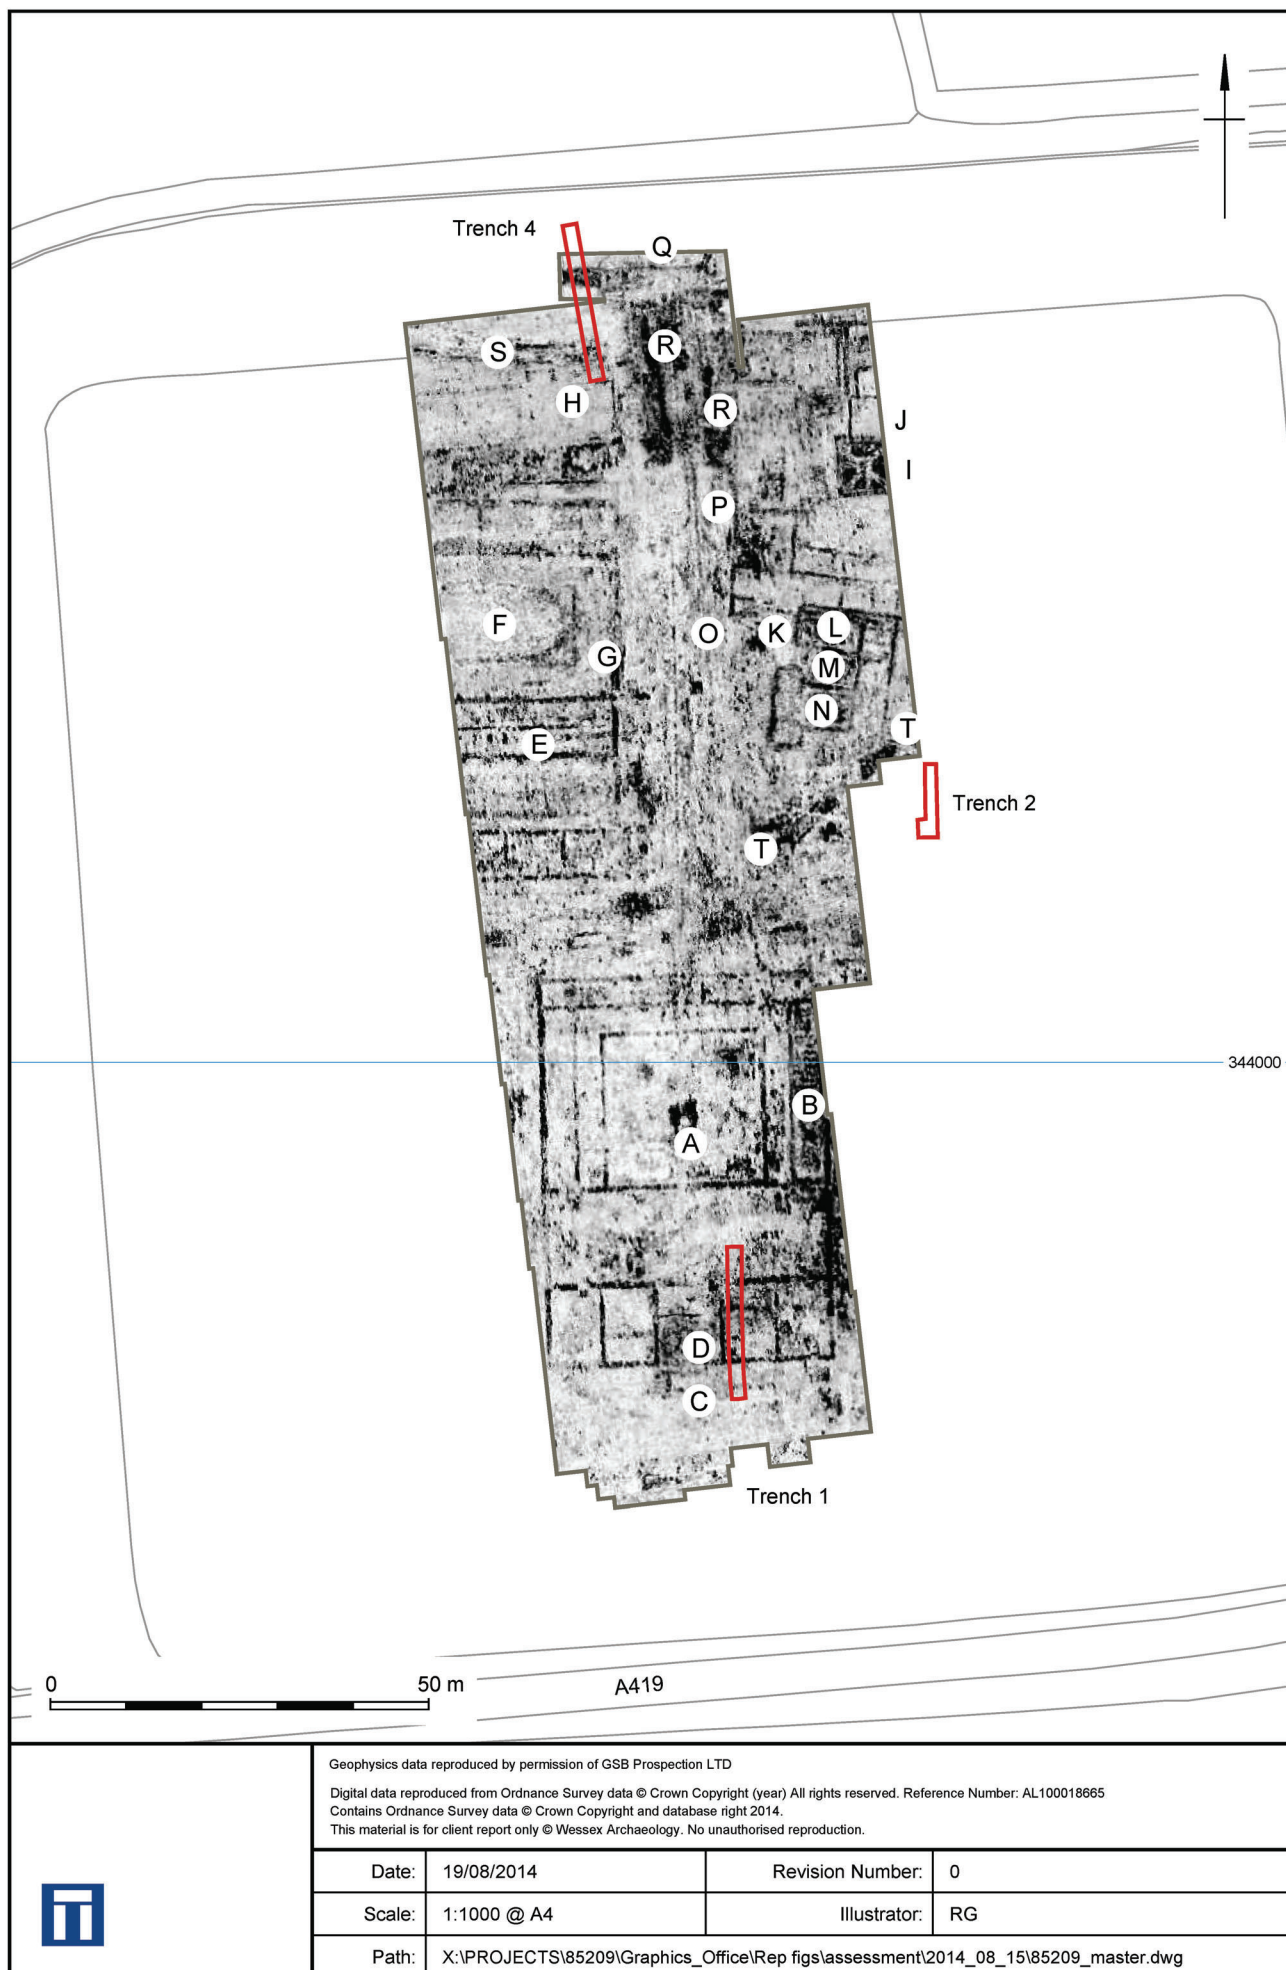 Trench 4
Q
S
R
H
R
J
I
P
F
O
K
L
G
M
N
E
T
Trench 2
T
344000
B
A
D
C
Trench 1
0
50 m
A419
Geophysics data reproduced by permission of GSB Prospection LTD
Digital data reproduced from Ordnance Survey data © Crown Copyright (year) All rights reserved. Reference Number: AL100018665
Contains Ordnance Survey data © Crown Copyright and database right 2014.
This material is for client report only © Wessex Archaeology. No unauthorised reproduction.
Date: 19/08/2014 Revision Number: 0
Scale: 1:1000 @ A4 Illustrator: RG
Path: X:\PROJECTS\85209\Graphics_Office\Rep figs\assessment\2014_08_15\85209_master.dwg